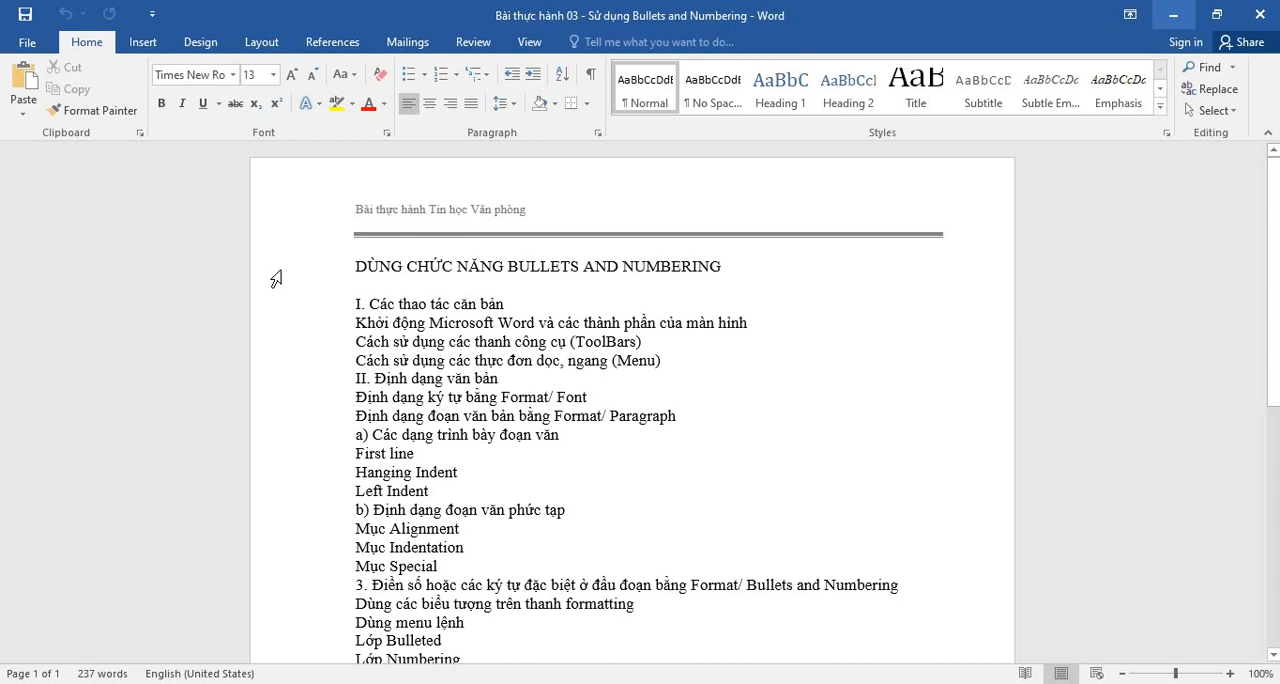 Bài thực hành 03 - Sử dụng Bullets and Numbering - Word
File Home Insert Design Layout References Mailings Review View Tell me what you want to do... Sign in Share
Paste
Cut
Copy
Format Painter
Clipboard
Times New Ro 13
Font
Paragraph
AaBbCcDdE AaBbCcDdE AaBbC AaBbCcI AaB AaBbCcD AaBbCcDc AaBbCcDc
¶ Normal ¶ No Spac... Heading 1 Heading 2 Title Subtitle Subtle Em... Emphasis
Styles
Find
Replace
Select
Editing
Bài thực hành Tin học Văn phòng
DÙNG CHỨC NĂNG BULLETS AND NUMBERING
I. Các thao tác căn bản
Khởi động Microsoft Word và các thành phần của màn hình
Cách sử dụng các thanh công cụ (ToolBars)
Cách sử dụng các thực đơn dọc, ngang (Menu)
II. Định dạng văn bản
Định dạng ký tự bằng Format/ Font
Định dạng đoạn văn bản bằng Format/ Paragraph
a) Các dạng trình bày đoạn văn
First line
Hanging Indent
Left Indent
b) Định dạng đoạn văn phức tạp
Mục Alignment
Mục Indentation
Mục Special
3. Điền số hoặc các ký tự đặc biệt ở đầu đoạn bằng Format/ Bullets and Numbering
Dùng các biểu tượng trên thanh formatting
Dùng menu lệnh
Lớp Bulleted
Lớp Numbering
Page 1 of 1 237 words English (United States) 100%